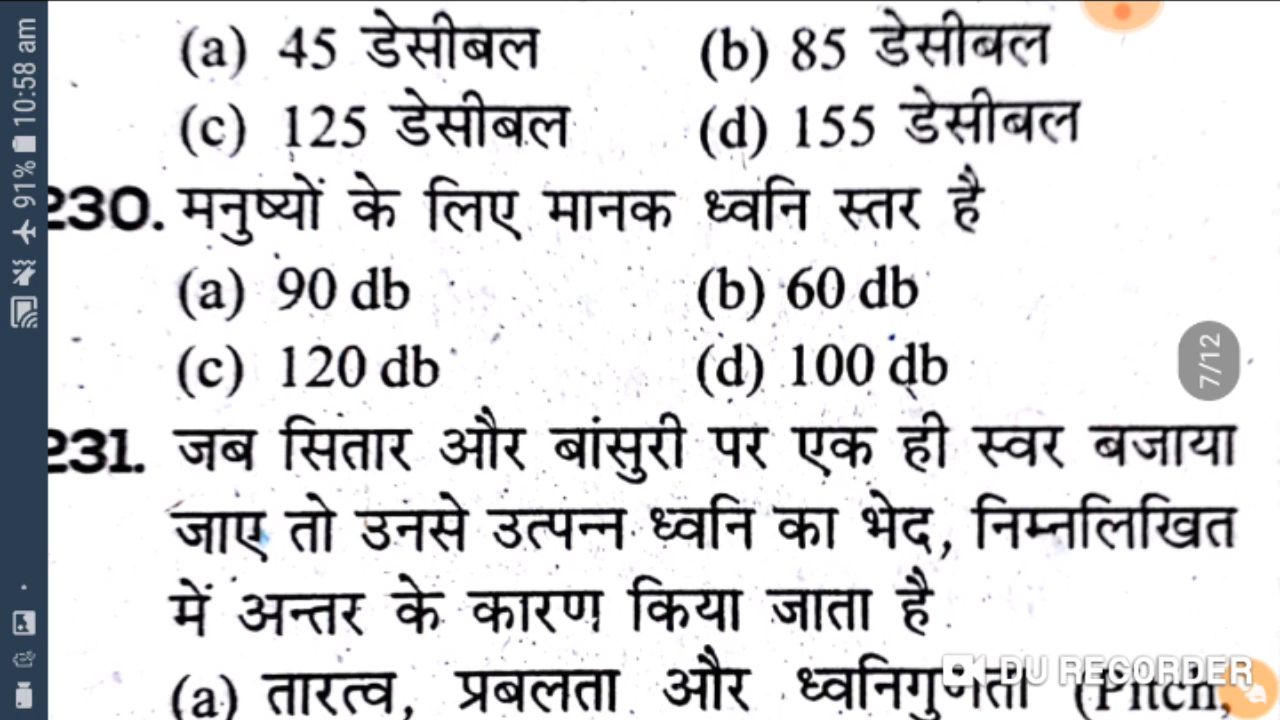 (a) 45 डेसीबल (b) 85 डेसीबल
(c) 125 डेसीबल (d) 155 डेसीबल
230. मनुष्यों के लिए मानक ध्वनि स्तर है
(a) 90 db (b) 60 db
(c) 120 db (d) 100 db
231. जब सितार और बांसुरी पर एक ही स्वर बजाया
जाए तो उनसे उत्पन्न ध्वनि का भेद, निम्नलिखित
में अन्तर के कारण किया जाता है
(a) तारत्व, प्रबलता और ध्वनिगुणता (Pitch,
DU RECORDER
91% 10:58 am
7/12